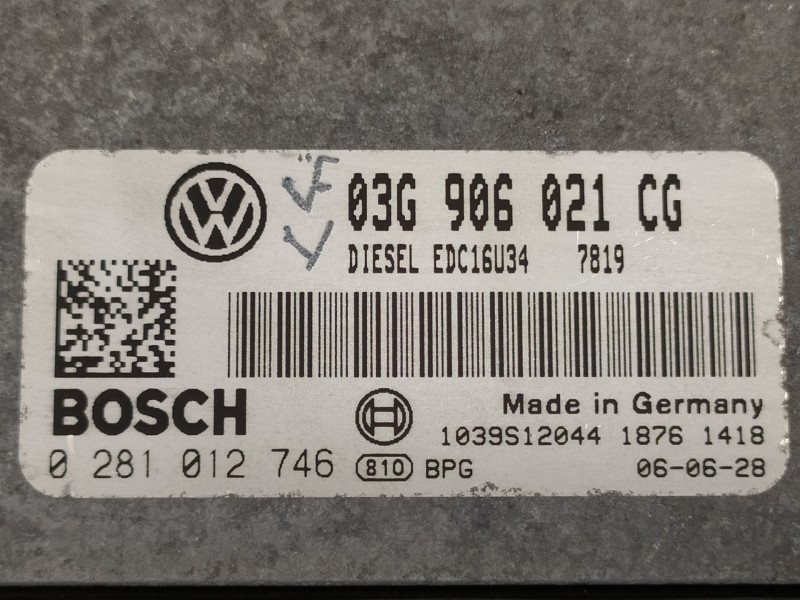 03G 906 021 CG
DIESEL EDC16U34 7819
BOSCH
Made in Germany
1039S12044 1876 1418
0 281 012 746 810 BPG 06-06-28